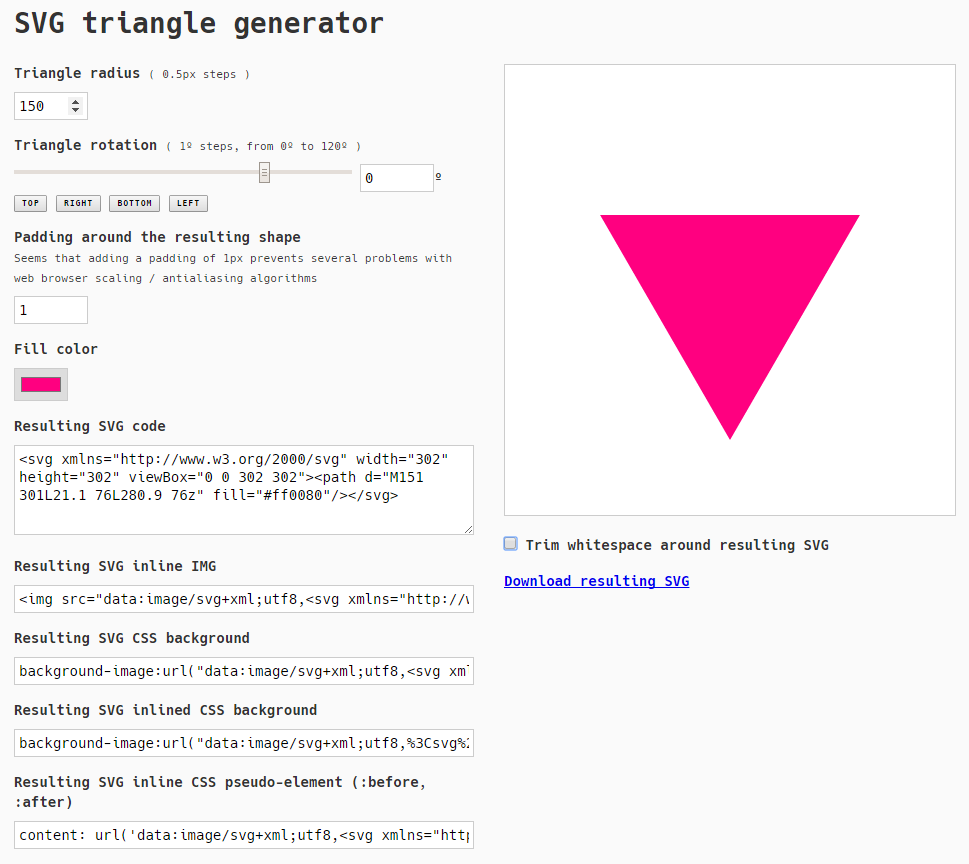 SVG triangle generator
Triangle radius ( 0.5px steps )
150
Triangle rotation ( 1º steps, from 0º to 120º )
0 º
TOP RIGHT BOTTOM LEFT
Padding around the resulting shape
Seems that adding a padding of 1px prevents several problems with
web browser scaling / antialiasing algorithms
1
Fill color
Resulting SVG code
<svg xmlns="http://www.w3.org/2000/svg" width="302"
height="302" viewBox="0 0 302 302"><path d="M151
301L21.1 76L280.9 76z" fill="#ff0080"/></svg>
Resulting SVG inline IMG
<img src="data:image/svg+xml;utf8,<svg xmlns="http://w
Resulting SVG CSS background
background-image:url("data:image/svg+xml;utf8,<svg xml
Resulting SVG inlined CSS background
background-image:url("data:image/svg+xml;utf8,%3Csvg%2
Resulting SVG inline CSS pseudo-element (:before,
:after)
content: url('data:image/svg+xml;utf8,<svg xmlns="http
Trim whitespace around resulting SVG
Download resulting SVG